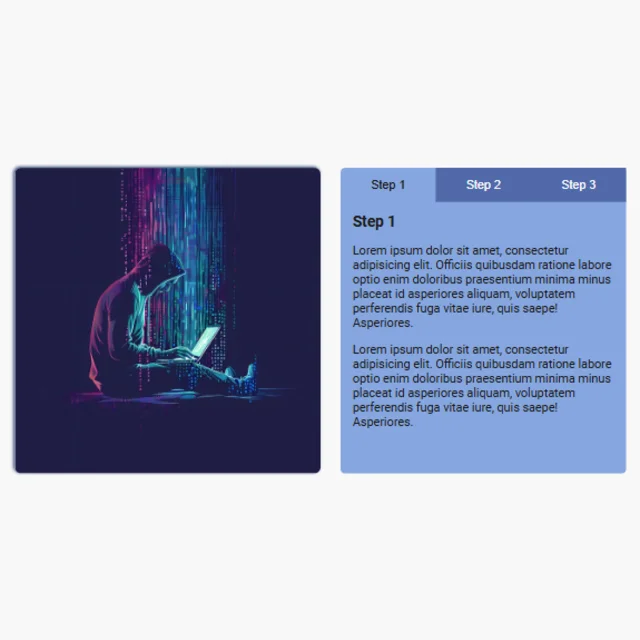 Step 1 Step 2 Step 3
Step 1
Lorem ipsum dolor sit amet, consectetur
adipisicing elit. Officiis quibusdam ratione labore
optio enim doloribus praesentium minima minus
placeat id asperiores aliquam, voluptatem
perferendis fuga vitae iure, quis saepe!
Asperiores.
Lorem ipsum dolor sit amet, consectetur
adipisicing elit. Officiis quibusdam ratione labore
optio enim doloribus praesentium minima minus
placeat id asperiores aliquam, voluptatem
perferendis fuga vitae iure, quis saepe!
Asperiores.